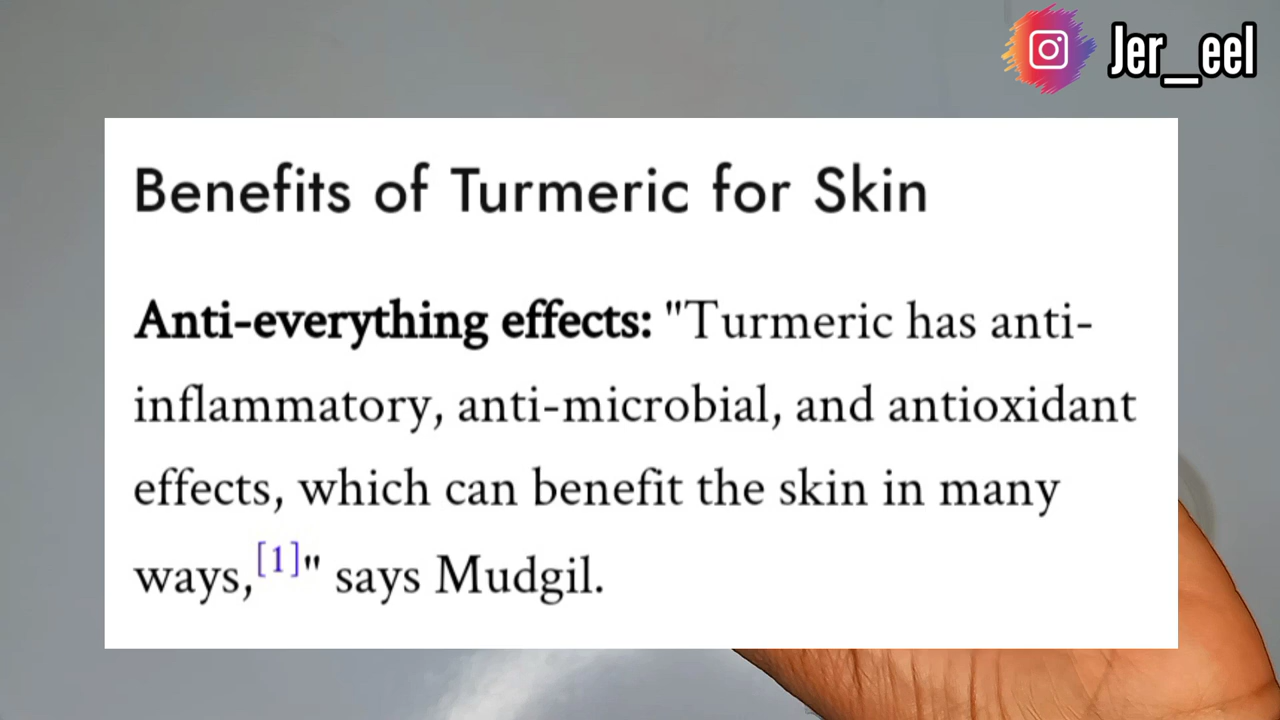 Jer_eel
Benefits of Turmeric for Skin
Anti-everything effects: "Turmeric has anti-
inflammatory, anti-microbial, and antioxidant
effects, which can benefit the skin in many
ways,[1]" says Mudgil.